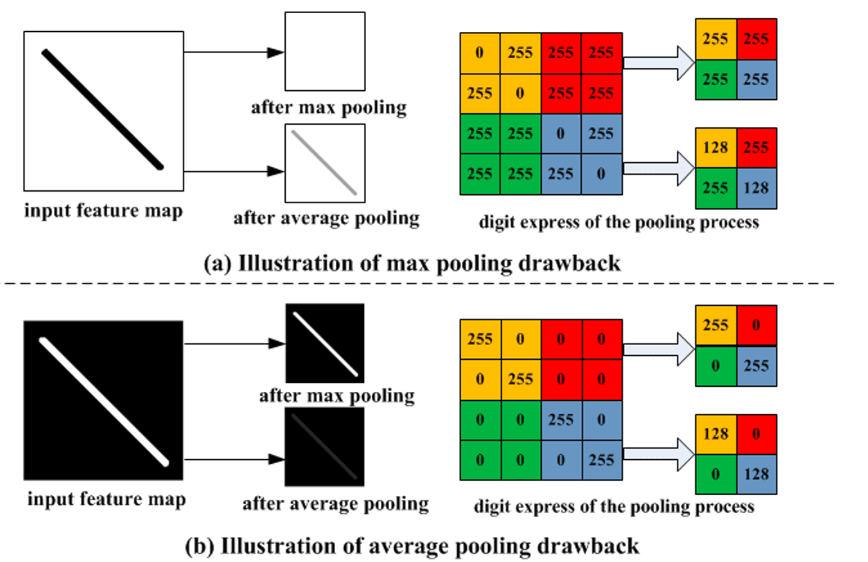 after max pooling
input feature map
after average pooling
0 255 255 255
255 0 255 255
255 255 0 255
255 255 255 0
255 255
255 255
128 255
255 128
digit express of the pooling process
(a) Illustration of max pooling drawback
after max pooling
input feature map
after average pooling
255 0 0 0
0 255 0 0
0 0 255 0
0 0 0 255
255 0
0 255
128 0
0 128
digit express of the pooling process
(b) Illustration of average pooling drawback